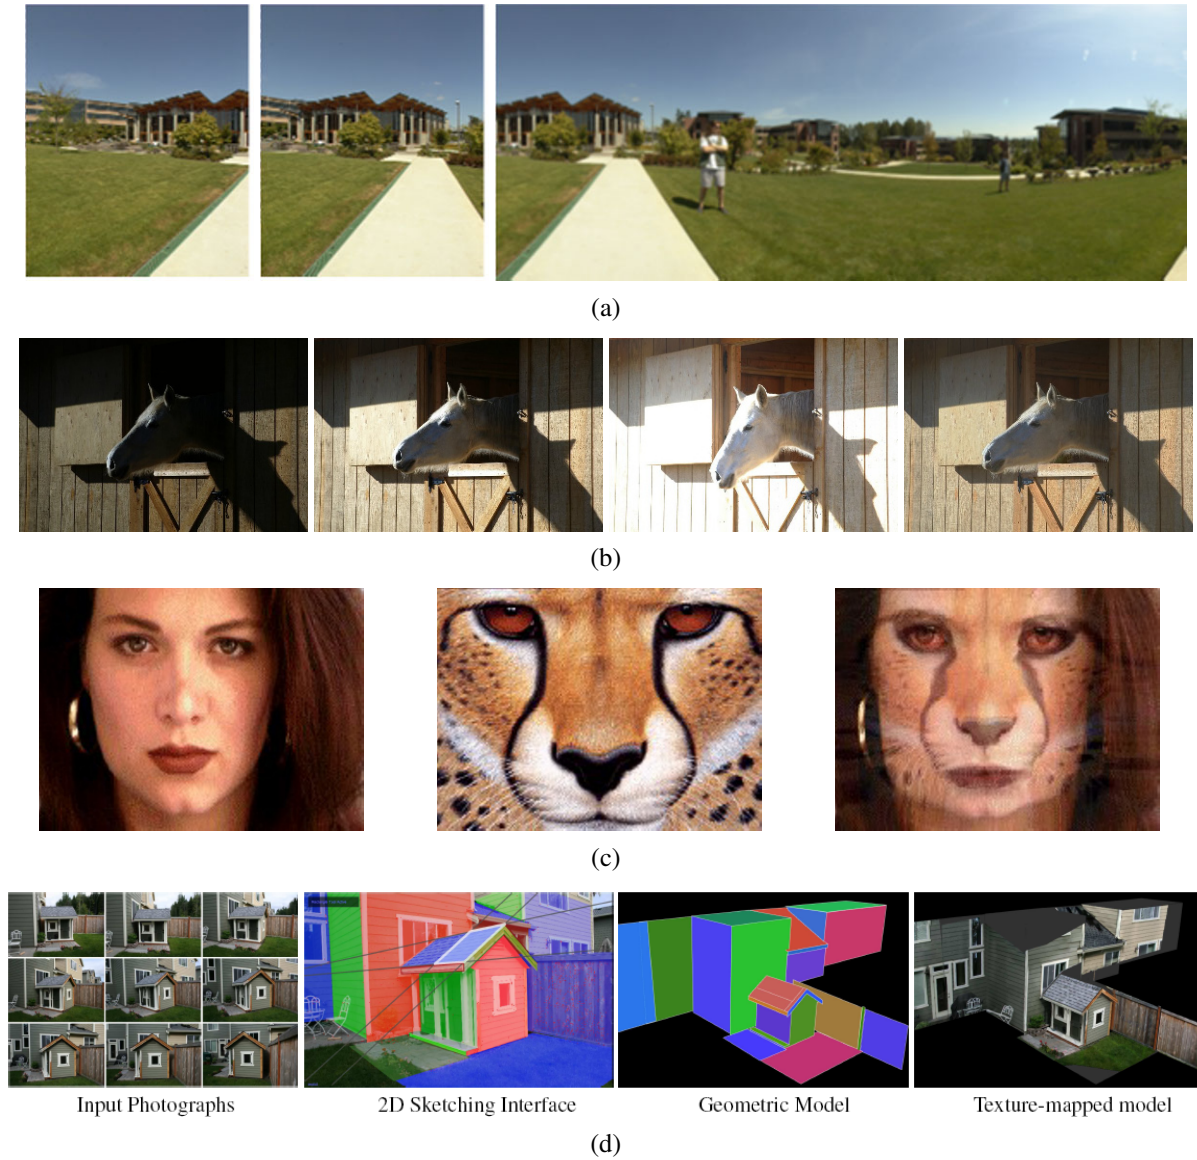 (a)
(b)
(c)
Input Photographs
2D Sketching Interface
Geometric Model
Texture-mapped model
(d)